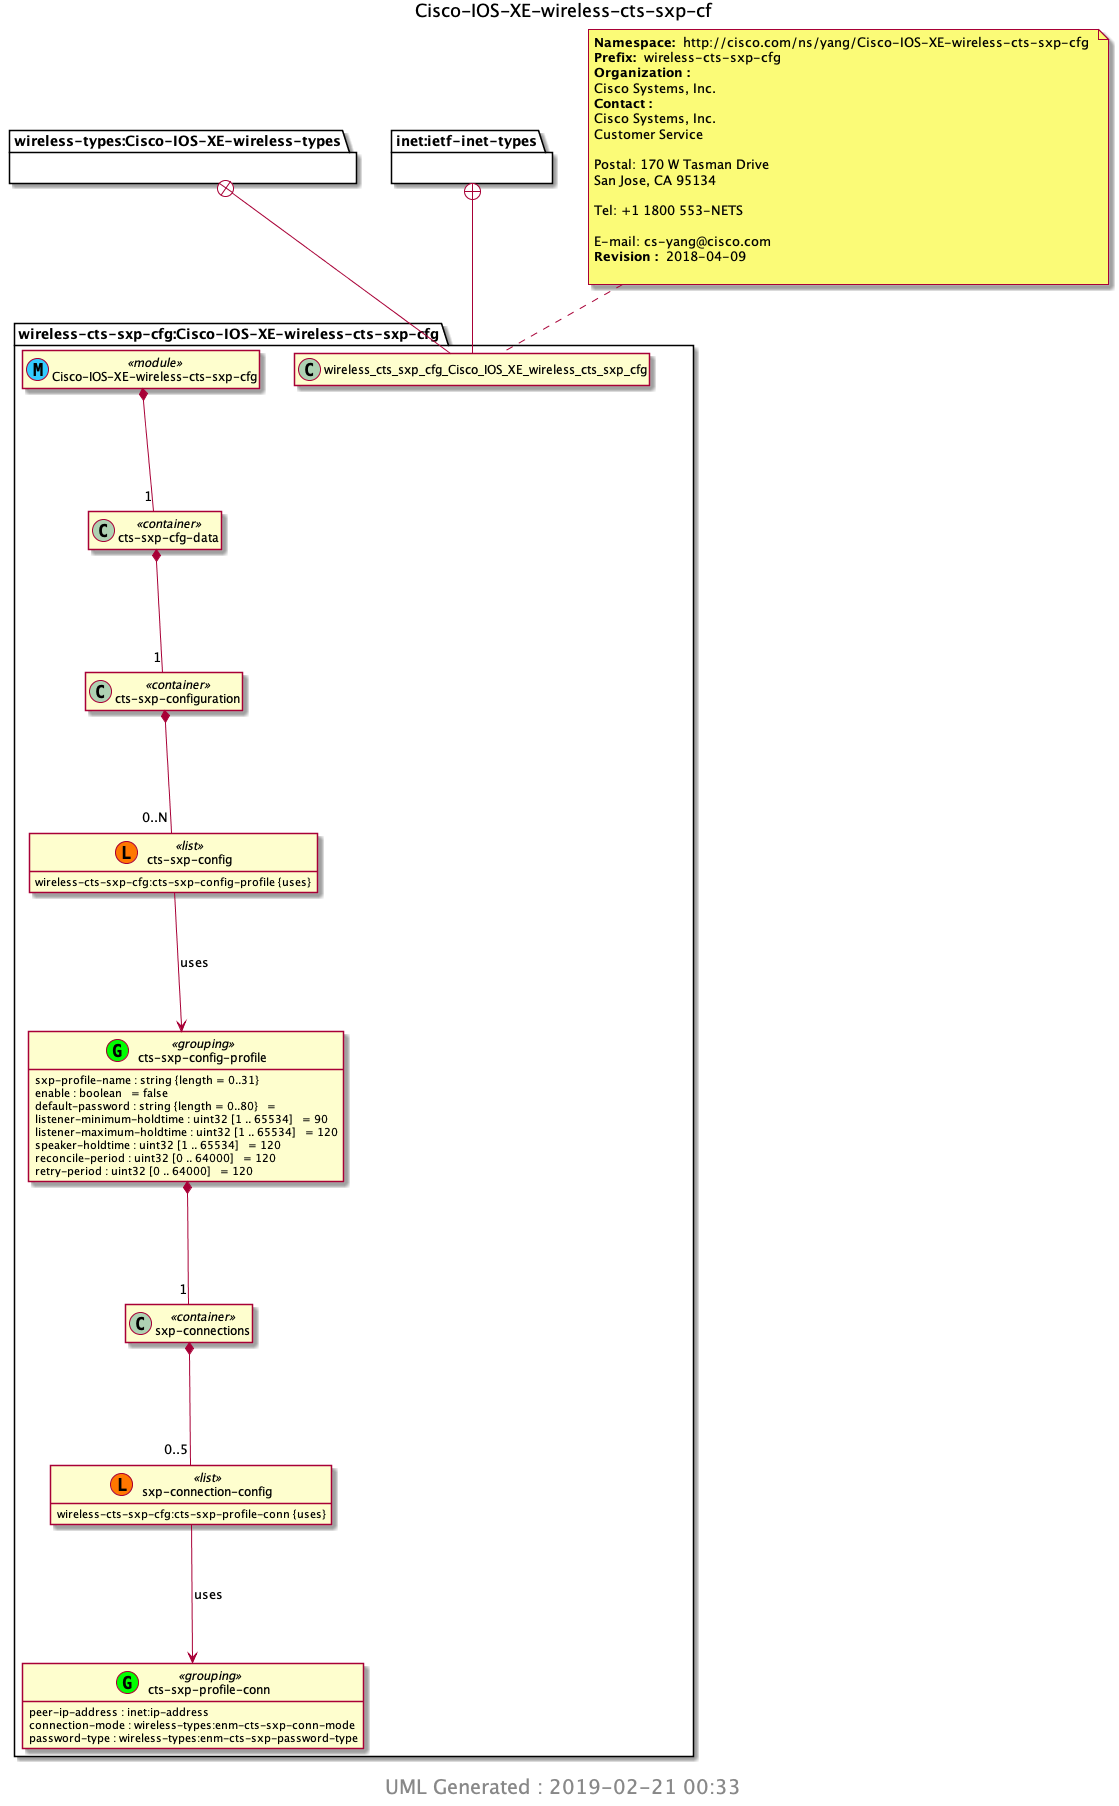 Cisco-IOS-XE-wireless-cts-sxp-cf
Namespace: http://cisco.com/ns/yang/Cisco-IOS-XE-wireless-cts-sxp-cfg
Prefix: wireless-cts-sxp-cfg
Organization :
Cisco Systems, Inc.
Contact :
Cisco Systems, Inc.
Customer Service
Postal: 170 W Tasman Drive
San Jose, CA 95134
Tel: +1 1800 553-NETS
E-mail: cs-yang@cisco.com
Revision : 2018-04-09
wireless-types:Cisco-IOS-XE-wireless-types
inet:ietf-inet-types
wireless-cts-sxp-cfg:Cisco-IOS-XE-wireless-cts-sxp-cfg
M
«module»
Cisco-IOS-XE-wireless-cts-sxp-cfg
C
wireless_cts_sxp_cfg_Cisco_IOS_XE_wireless_cts_sxp_cfg
1
C
«container»
cts-sxp-cfg-data
1
C
«container»
cts-sxp-configuration
0..N
L
«list»
cts-sxp-config
wireless-cts-sxp-cfg:cts-sxp-config-profile {uses}
uses
G
«grouping»
cts-sxp-config-profile
sxp-profile-name : string {length = 0..31}
enable : boolean = false
default-password : string {length = 0..80} =
listener-minimum-holdtime : uint32 [1 .. 65534] = 90
listener-maximum-holdtime : uint32 [1 .. 65534] = 120
speaker-holdtime : uint32 [1 .. 65534] = 120
reconcile-period : uint32 [0 .. 64000] = 120
retry-period : uint32 [0 .. 64000] = 120
1
C
«container»
sxp-connections
0..5
L
«list»
sxp-connection-config
wireless-cts-sxp-cfg:cts-sxp-profile-conn {uses}
uses
G
«grouping»
cts-sxp-profile-conn
peer-ip-address : inet:ip-address
connection-mode : wireless-types:enm-cts-sxp-conn-mode
password-type : wireless-types:enm-cts-sxp-password-type
UML Generated : 2019-02-21 00:33